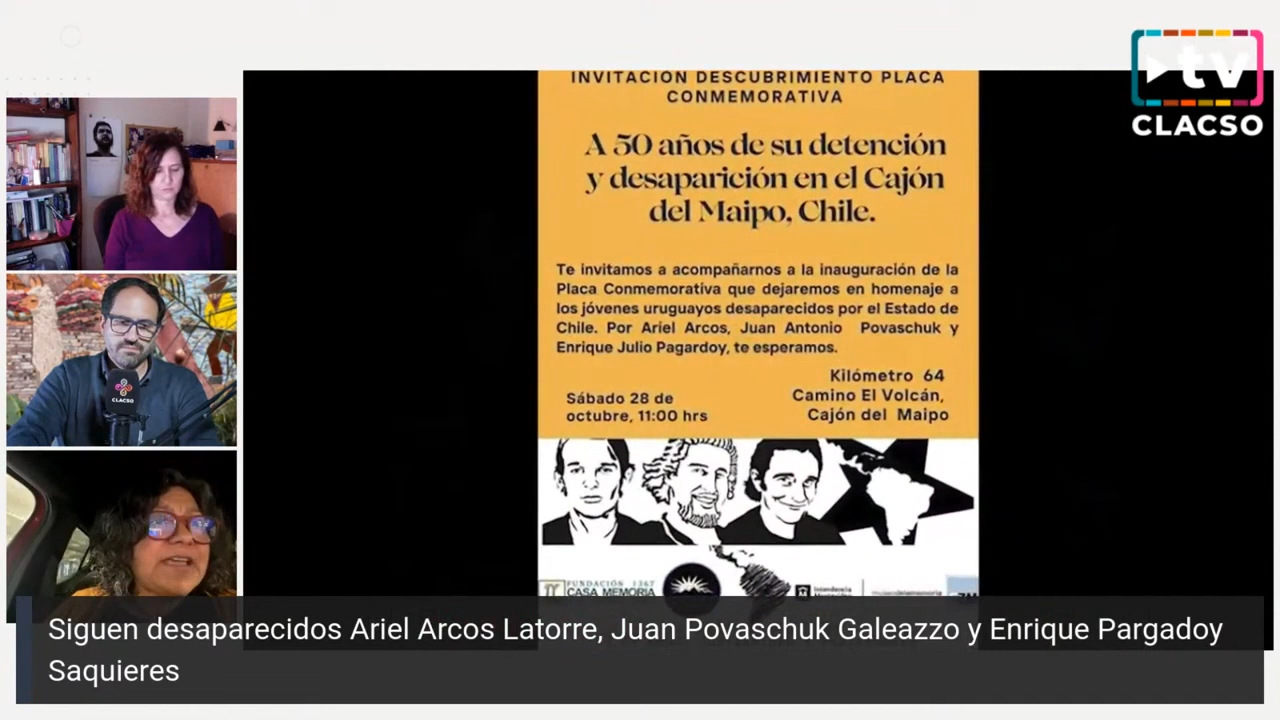 INVITACION DESCUBRIMIENTO PLACA
CONMEMORATIVA
A 50 años de su detención
y desaparición en el Cajón
del Maipo, Chile.
Te invitamos a acompañarnos a la inauguración de la
Placa Conmemorativa que dejaremos en homenaje a
los jóvenes uruguayos desaparecidos por el Estado de
Chile. Por Ariel Arcos, Juan Antonio Povaschuk y
Enrique Julio Pagardoy, te esperamos.
Sábado 28 de
octubre, 11:00 hrs
Kilómetro 64
Camino El Volcán,
Cajón del Maipo
FUNDACIÓN 1367
CASA MEMORIA
Intendencia
tv
CLACSO
CLACSO
Siguen desaparecidos Ariel Arcos Latorre, Juan Povaschuk Galeazzo y Enrique Pargadoy
Saquieres